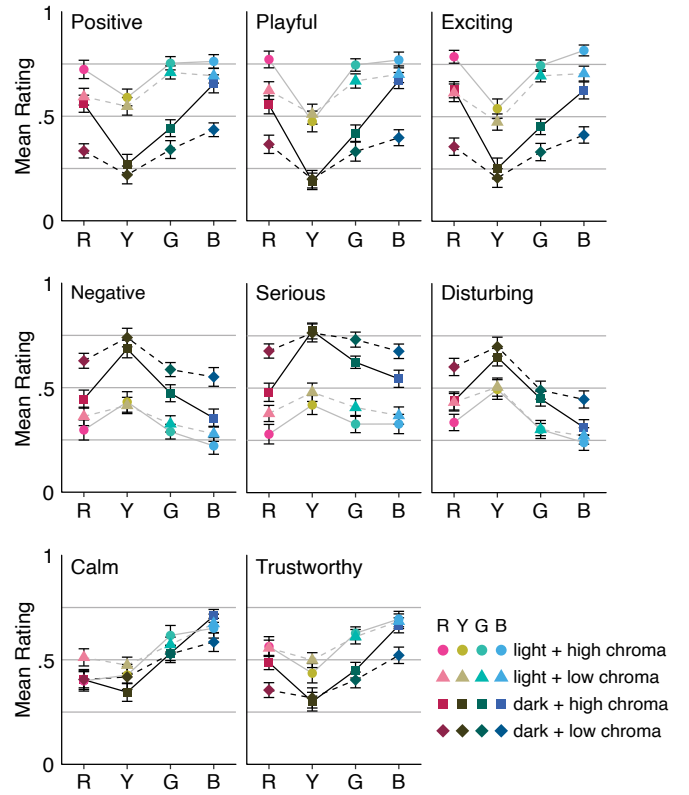 Positive
Playful
Exciting
1
.5
0
Mean Rating
R Y G B
R Y G B
R Y G B
Negative
Serious
Disturbing
1
.5
0
Mean Rating
R Y G B
R Y G B
R Y G B
Calm
Trustworthy
1
.5
0
Mean Rating
R Y G B
R Y G B
R Y G B
light + high chroma
light + low chroma
dark + high chroma
dark + low chroma